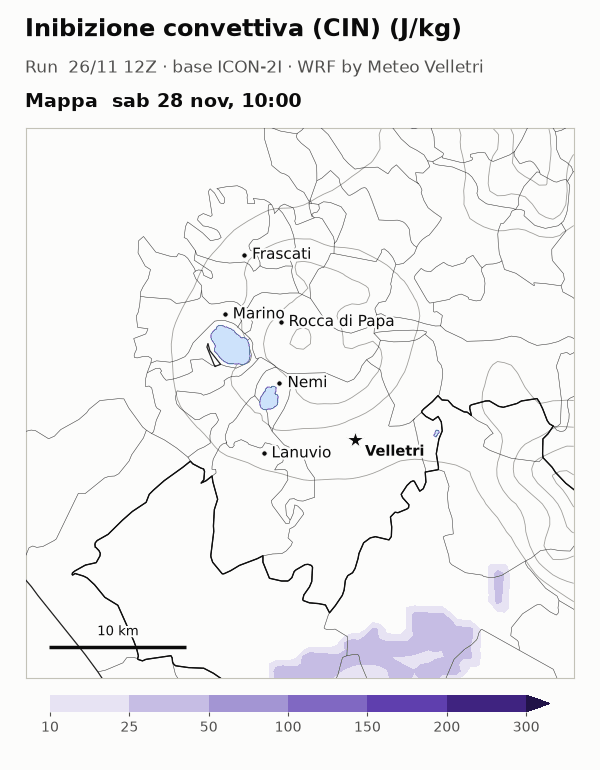 Inibizione convettiva (CIN) (J/kg)
Run  26/11 12Z · base ICON-2I · WRF by Meteo Velletri
Mappa  sab 28 nov, 10:00
Frascati
Marino
Rocca di Papa
Nemi
Velletri
Lanuvio
10 km
10 25 50 100 150 200 300